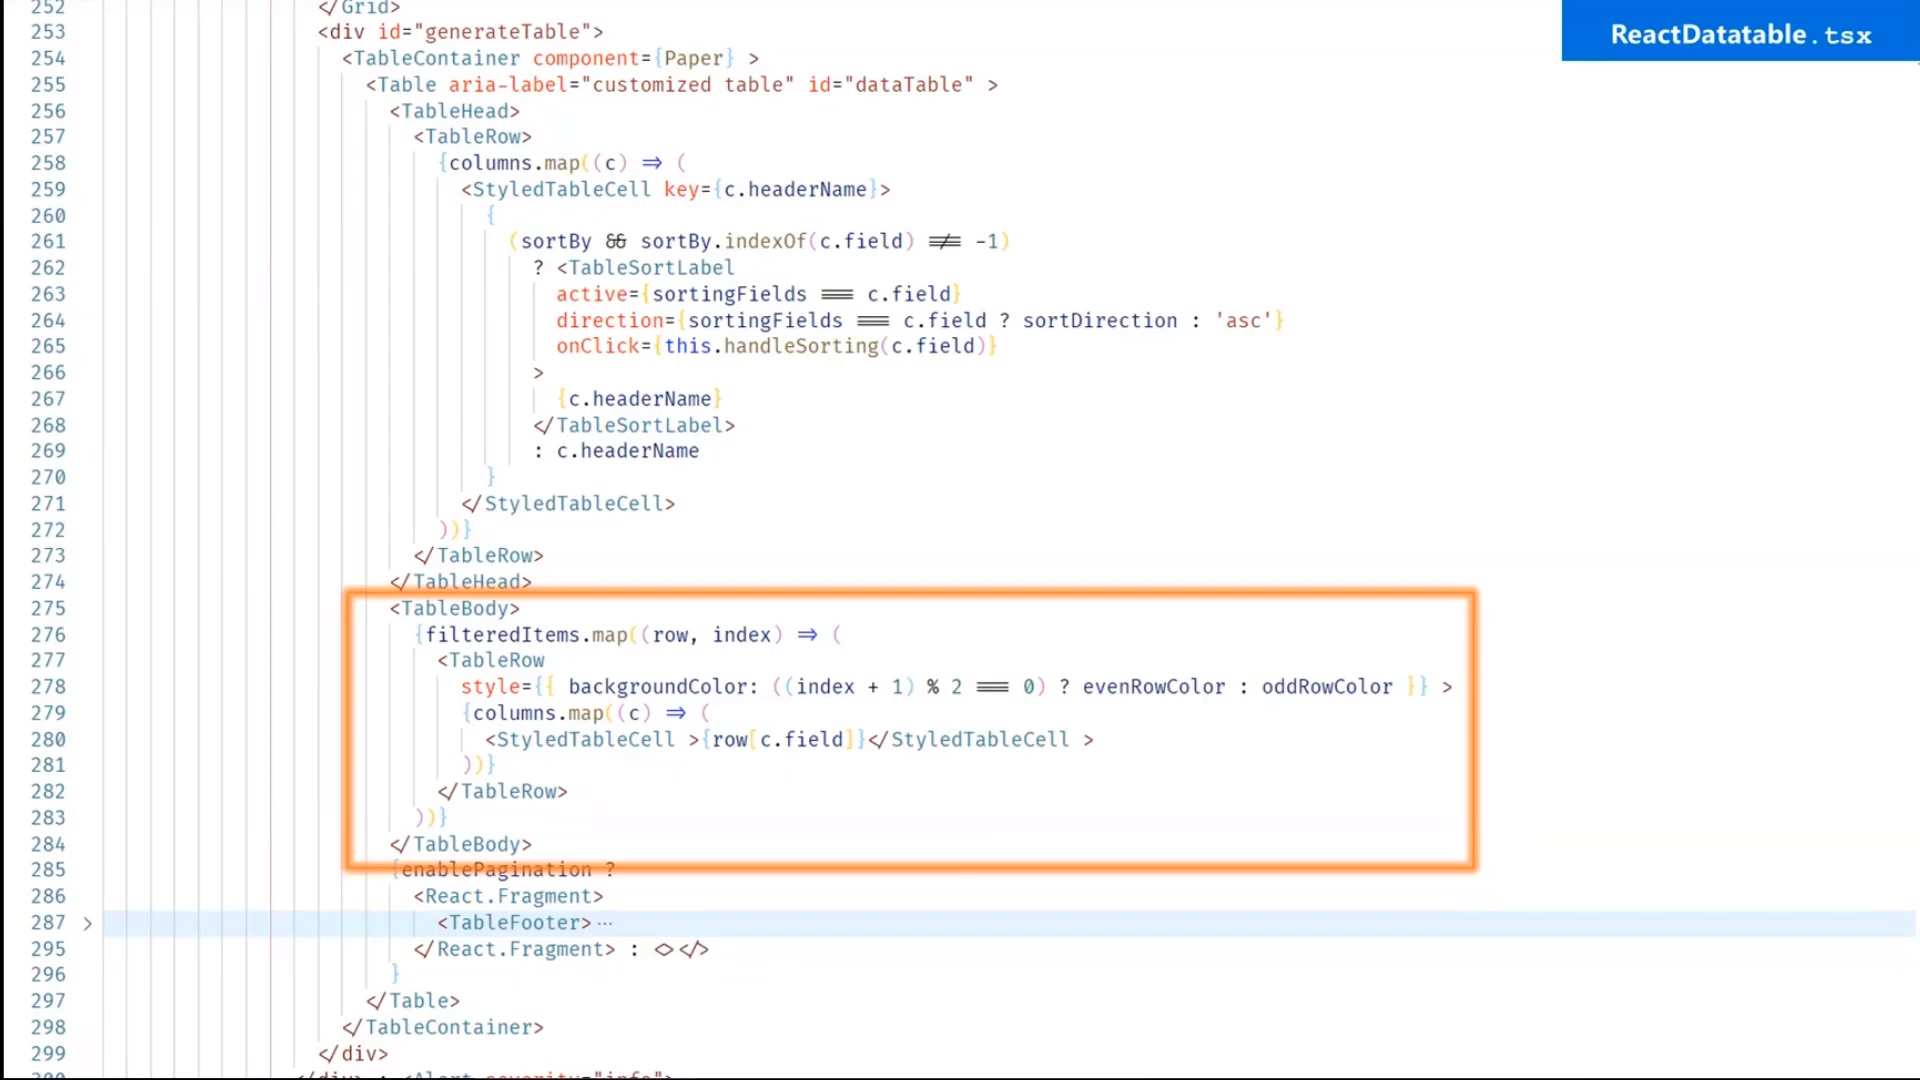 ReactDatatable.tsx
252 </Grid>
253 <div id="generateTable">
254 <TableContainer component={Paper} >
255 <Table aria-label="customized table" id="dataTable" >
256 <TableHead>
257 <TableRow>
258 {columns.map((c) => (
259 <StyledTableCell key={c.headerName}>
260 {
261 (sortBy && sortBy.indexOf(c.field) !== -1)
262 ? <TableSortLabel
263 active={sortingFields === c.field}
264 direction={sortingFields === c.field ? sortDirection : 'asc'}
265 onClick={this.handleSorting(c.field)}
266 >
267 {c.headerName}
268 </TableSortLabel>
269 : c.headerName
270 }
271 </StyledTableCell>
272 ))}
273 </TableRow>
274 </TableHead>
275 <TableBody>
276 {filteredItems.map((row, index) => (
277 <TableRow
278 style={{ backgroundColor: ((index + 1) % 2 === 0) ? evenRowColor : oddRowColor }} >
279 {columns.map((c) => (
280 <StyledTableCell >{row[c.field]}</StyledTableCell >
281 ))}
282 </TableRow>
283 ))}
284 </TableBody>
285 {enablePagination ?
286 <React.Fragment>
287 <TableFooter>···
295 </React.Fragment> : <></>
296 }
297 </Table>
298 </TableContainer>
299 </div>
300 </div> : <Alert severity="info">